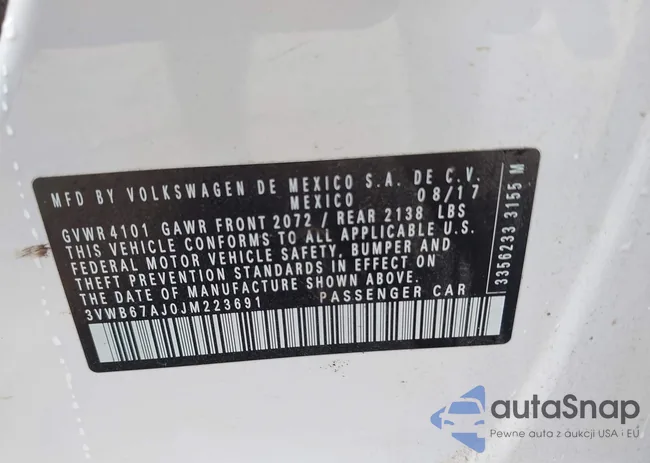 MFD BY VOLKSWAGEN DE MEXICO S.A. DE C.V.
MEXICO 08/17
GVWR 4101 GAWR FRONT 2072 / REAR 2138 LBS
THIS VEHICLE CONFORMS TO ALL APPLICABLE U.S.
FEDERAL MOTOR VEHICLE SAFETY, BUMPER AND
THEFT PREVENTION STANDARDS IN EFFECT ON
THE DATE OF MANUFACTURE SHOWN ABOVE.
3VWB67AJ0JM223691 PASSENGER CAR
3356233 3155 M
autaSnap
Pewne auta z aukcji USA i EU